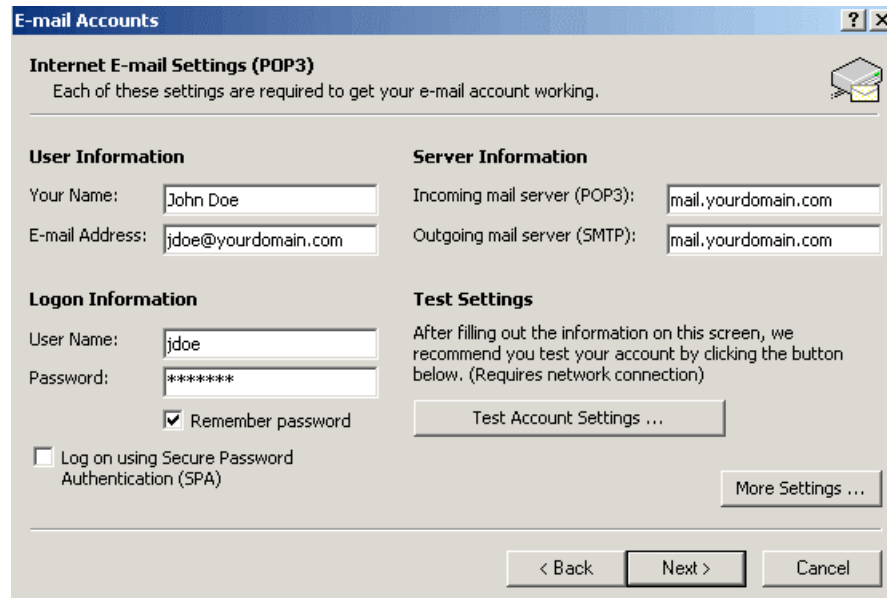 E-mail Accounts
Internet E-mail Settings (POP3)
Each of these settings are required to get your e-mail account working.
User Information
Your Name: John Doe
E-mail Address: jdoe@yourdomain.com
Server Information
Incoming mail server (POP3): mail.yourdomain.com
Outgoing mail server (SMTP): mail.yourdomain.com
Logon Information
User Name: jdoe
Password: *******
Remember password
Log on using Secure Password
Authentication (SPA)
Test Settings
After filling out the information on this screen, we
recommend you test your account by clicking the button
below. (Requires network connection)
Test Account Settings ...
More Settings ...
< Back
Next >
Cancel